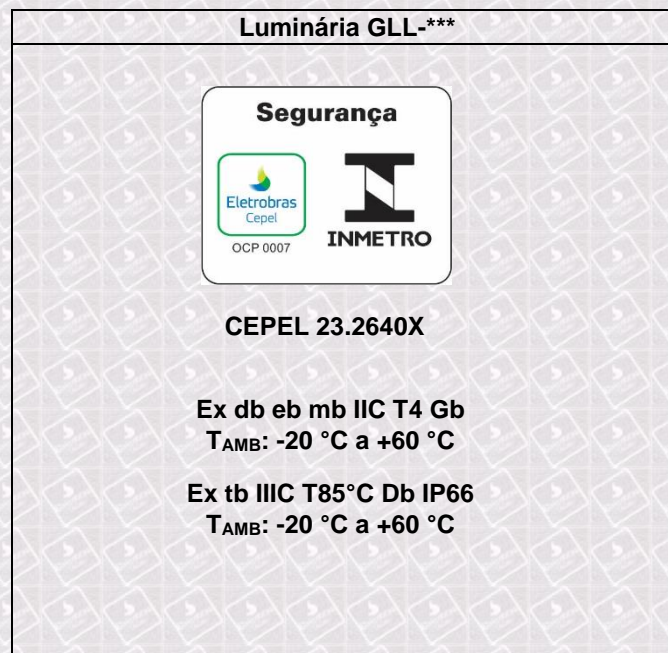 Luminária GLL-***
Segurança
Eletrobras
Cepel
OCP 0007
INMETRO
CEPEL 23.2640X
Ex db eb mb IIC T4 Gb
TAMB: -20 °C a +60 °C
Ex tb IIIC T85°C Db IP66
TAMB: -20 °C a +60 °C